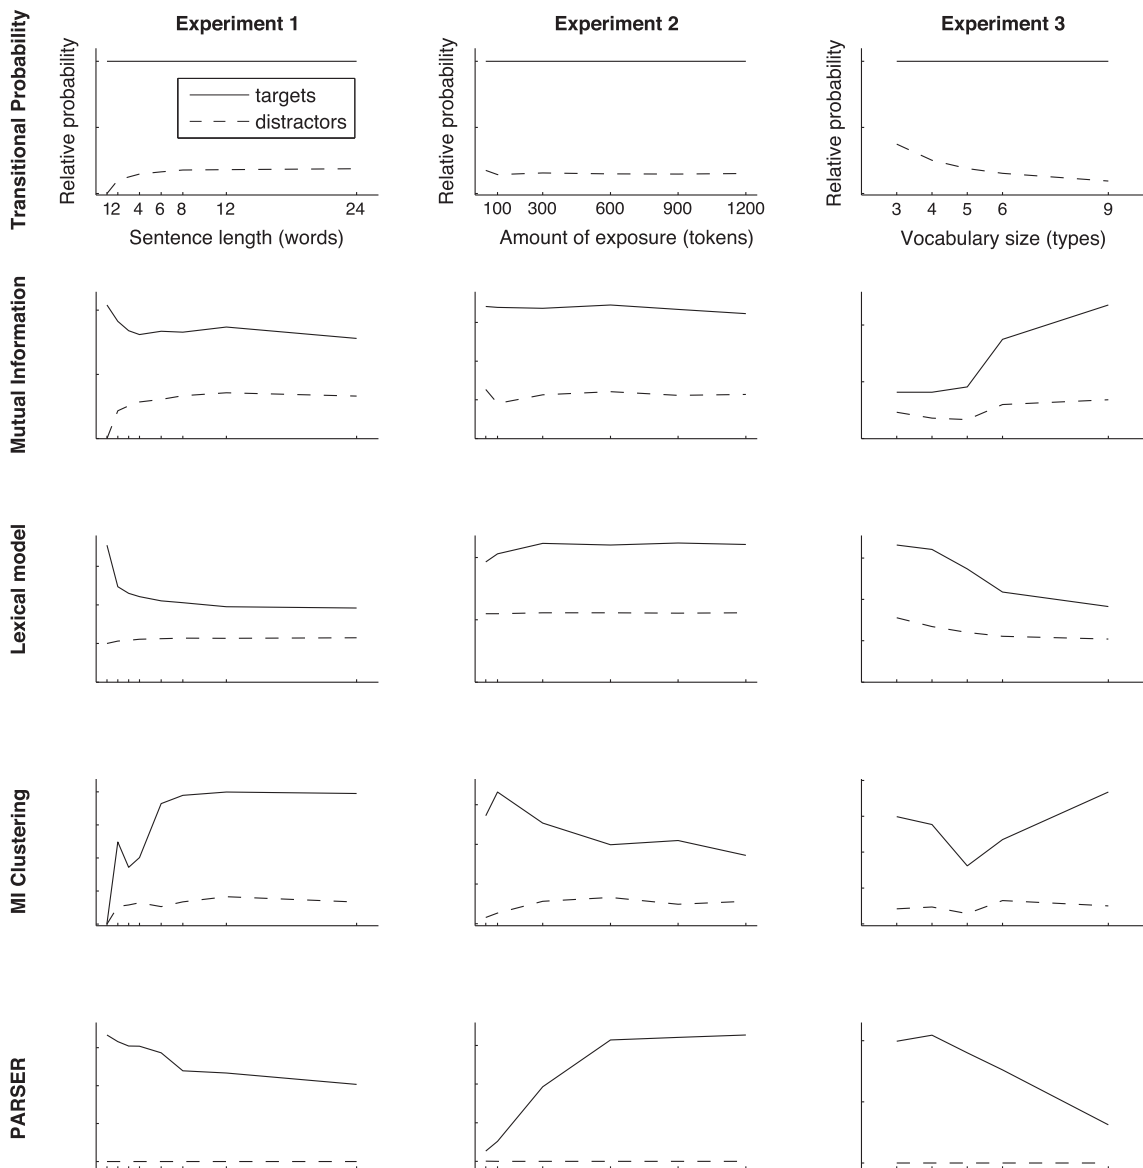 Experiment 1
Experiment 2
Experiment 3
Transitional Probability
Relative probability
targets
distractors
12 4 6 8 12 24
Sentence length (words)
Relative probability
100 300 600 900 1200
Amount of exposure (tokens)
Relative probability
3 4 5 6 9
Vocabulary size (types)
Mutual Information
Lexical model
MI Clustering
PARSER